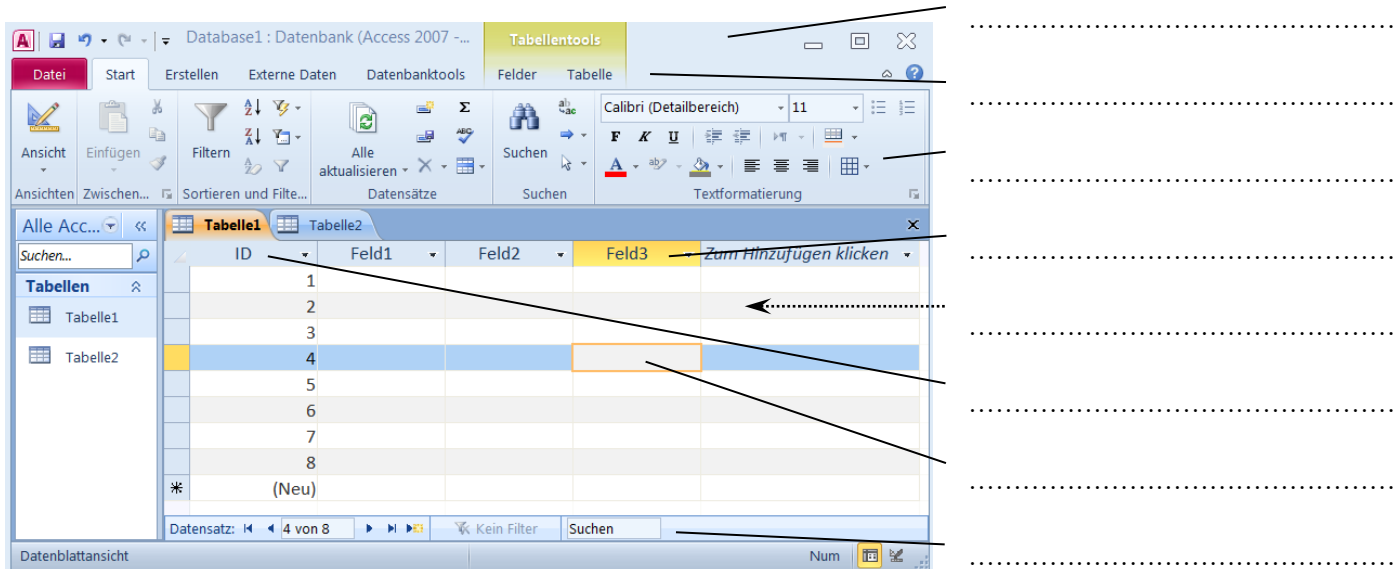 Database1 : Datenbank (Access 2007 -... Tabellentools
Datei Start Erstellen Externe Daten Datenbanktools Felder Tabelle
Ansicht Einfügen Filtern Alle aktualisieren Suchen Calibri (Detailbereich) 11
F K U
Ansichten Zwischen... Sortieren und Filte... Datensätze Suchen Textformatierung
Alle Acc... Tabelle1 Tabelle2
Suchen... ID Feld1 Feld2 Feld3 Zum Hinzufügen klicken
Tabellen
Tabelle1
Tabelle2
1
2
3
4
5
6
7
8
(Neu)
Datensatz: 4 von 8 Kein Filter Suchen
Datenblattansicht Num
………………………………………
………………………………………
………………………………………
………………………………………
………………………………………
………………………………………
………………………………………
………………………………………